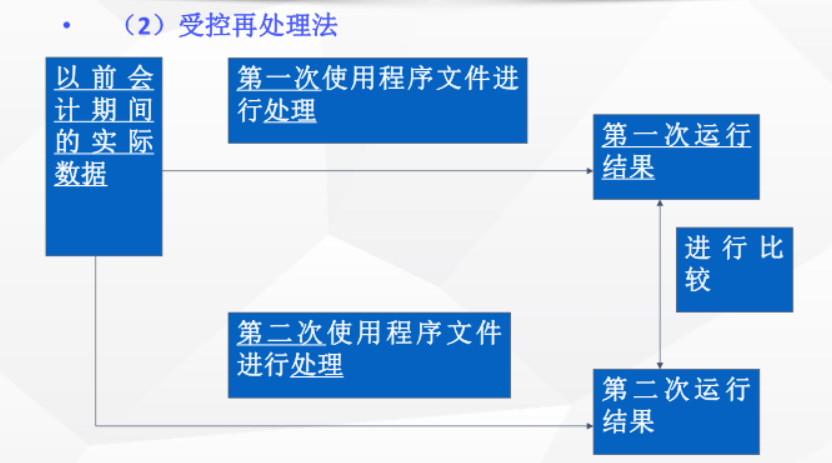 • （2）受控再处理法
以前会
计期间
的实际
数据
第一次使用程序文件进
行处理
第一次运行
结果
进行比
较
第二次使用程序文件
进行处理
第二次运行
结果